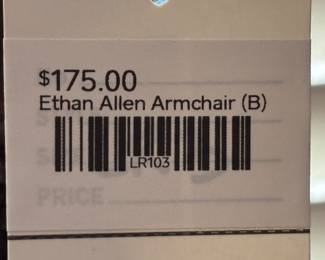 $175.00
Ethan Allen Armchair (B)
LR103
PRICE